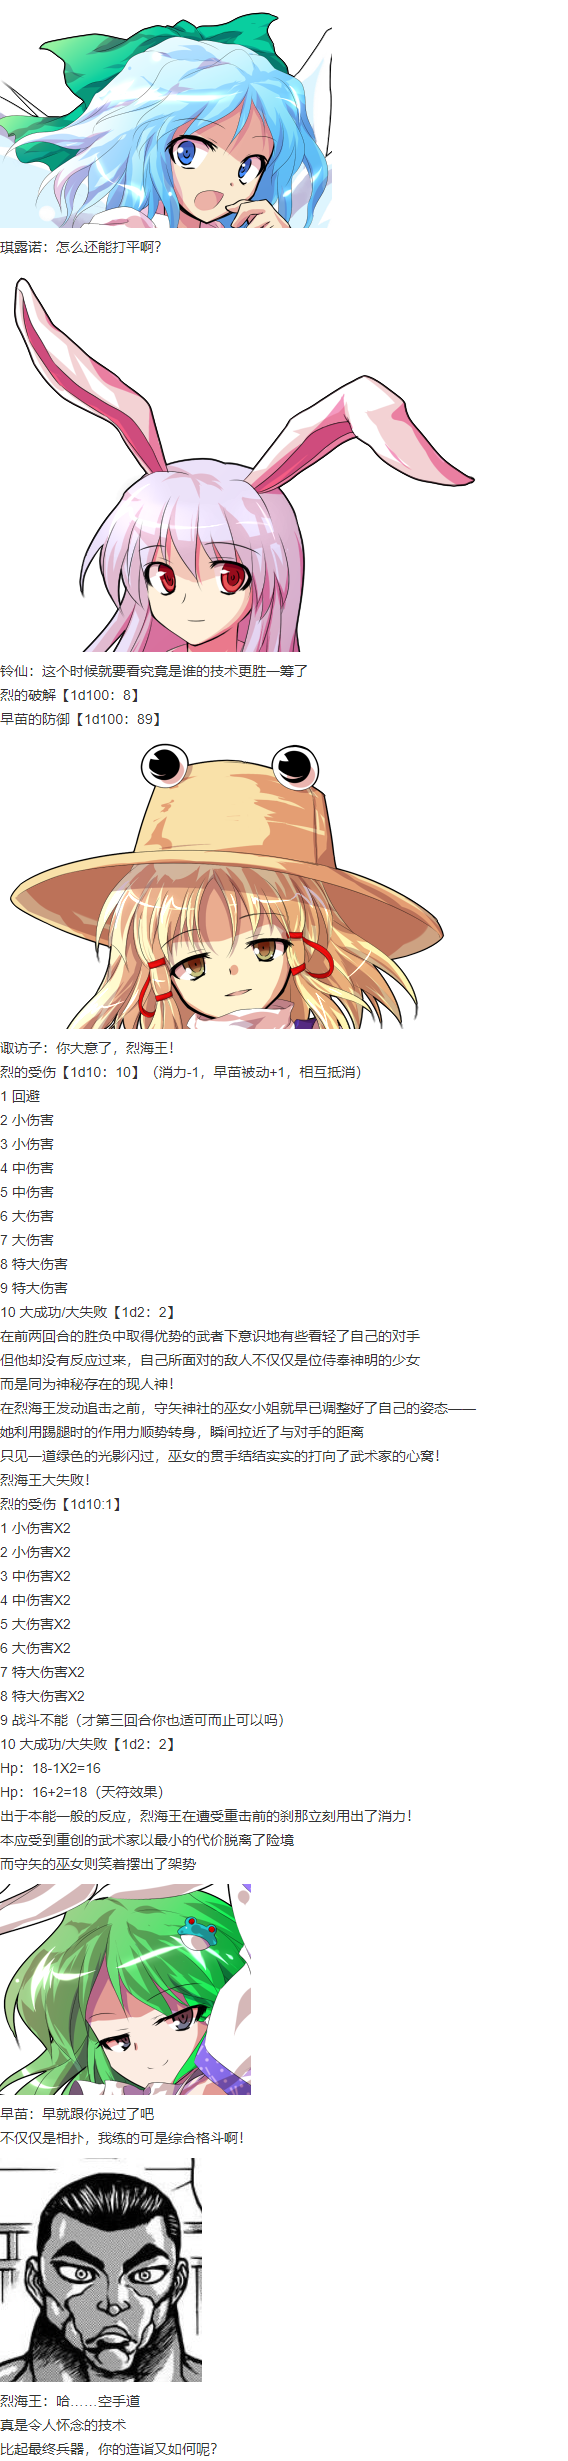 琪露诺：怎么还能打平啊？
铃仙：这个时候就要看究竟是谁的技术更胜一筹了
烈的破解【1d100：8】
早苗的防御【1d100：89】
诹访子：你大意了，烈海王！
烈的受伤【1d10：10】（消力-1，早苗被动+1，相互抵消）
1 回避
2 小伤害
3 小伤害
4 中伤害
5 中伤害
6 大伤害
7 大伤害
8 特大伤害
9 特大伤害
10 大成功/大失败【1d2：2】
在前两回合的胜负中取得优势的武者下意识地有些看轻了自己的对手
但他却没有反应过来，自己所面对的敌人不仅仅是位侍奉神明的少女
而是同为神秘存在的现人神！
在烈海王发动追击之前，守矢神社的巫女小姐就早已调整好了自己的姿态——
她利用踢腿时的作用力顺势转身，瞬间拉近了与对手的距离
只见一道绿色的光影闪过，巫女的贯手结结实实的打向了武术家的心窝！
烈海王大失败！
烈的受伤【1d10:1】
1 小伤害X2
2 小伤害X2
3 中伤害X2
4 中伤害X2
5 大伤害X2
6 大伤害X2
7 特大伤害X2
8 特大伤害X2
9 战斗不能（才第三回合你也适可而止可以吗）
10 大成功/大失败【1d2：2】
Hp：18-1X2=16
Hp：16+2=18（天符效果）
出于本能一般的反应，烈海王在遭受重击前的刹那立刻用出了消力！
本应受到重创的武术家以最小的代价脱离了险境
而守矢的巫女则笑着摆出了架势
早苗：早就跟你说过了吧
不仅仅是相扑，我练的可是综合格斗啊！
烈海王：哈……空手道
真是令人怀念的技术
比起最终兵器，你的造诣又如何呢？